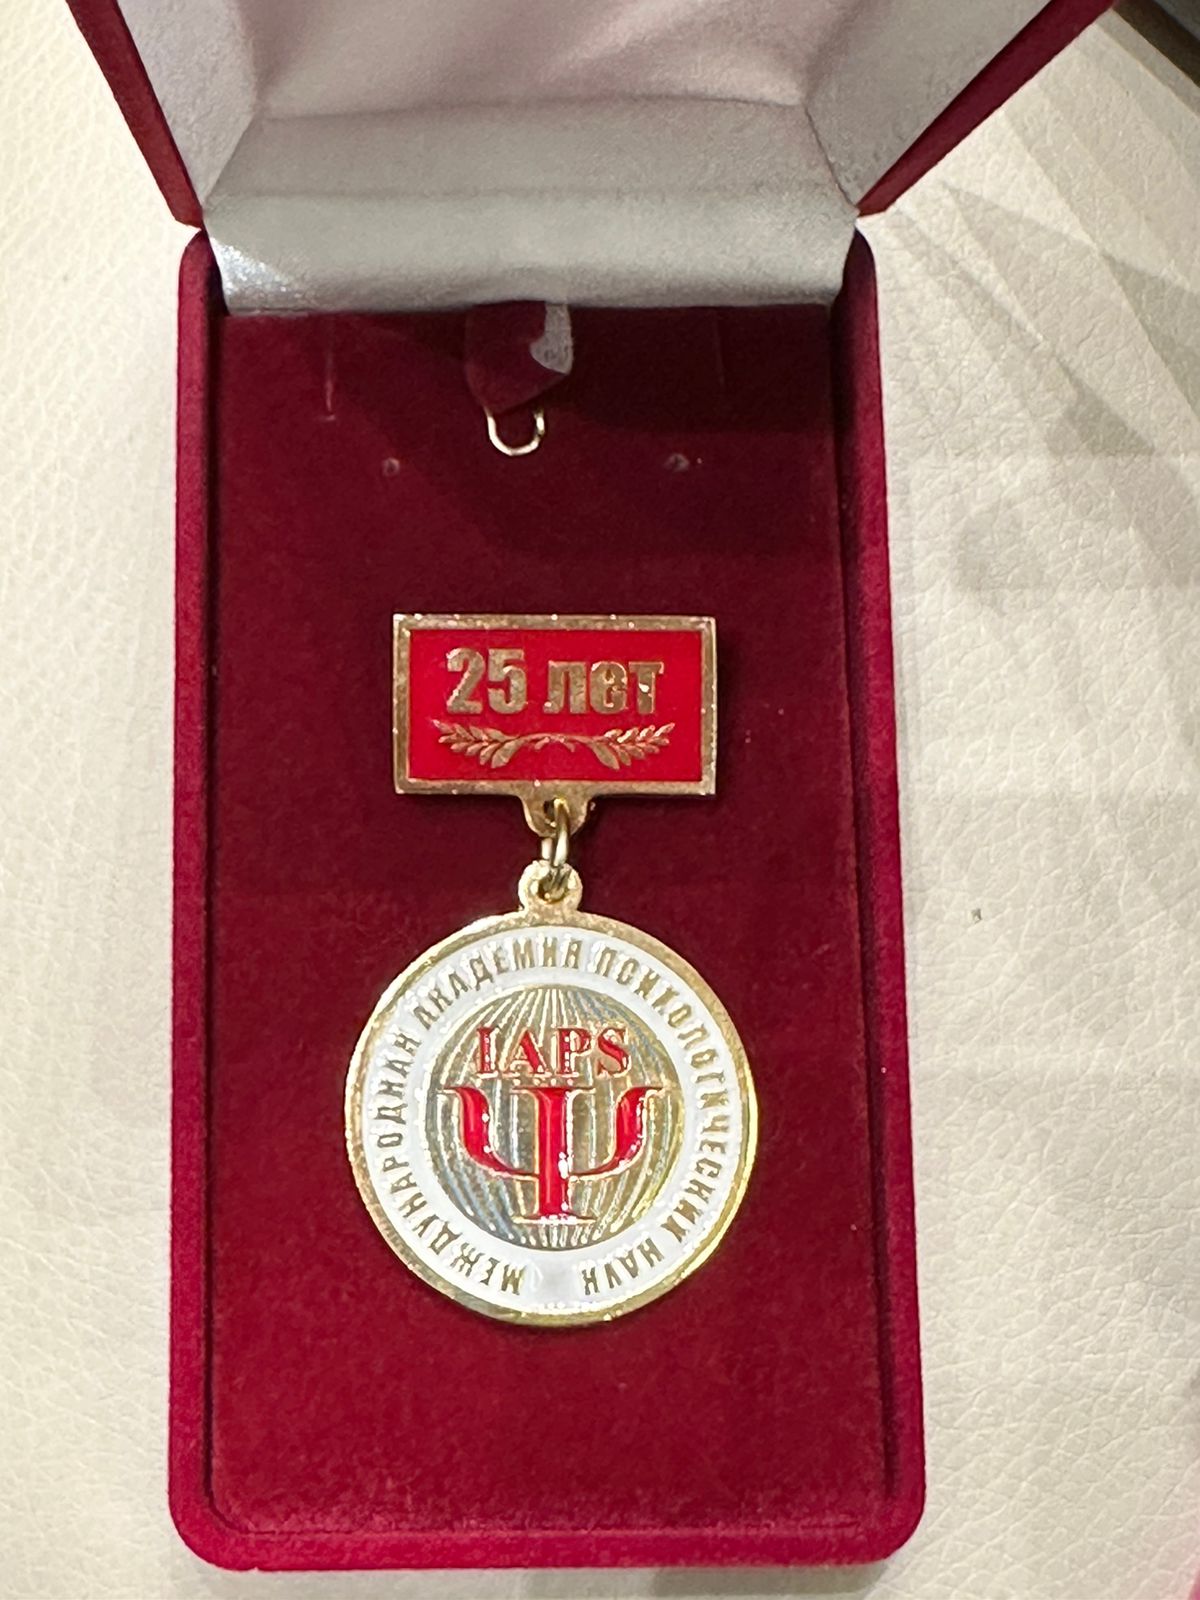 25 лет
МЕЖДУНАРОДНАЯ АКАДЕМИЯ ПСИХОЛОГИЧЕСКИХ НАУК
IAPS
Ψ